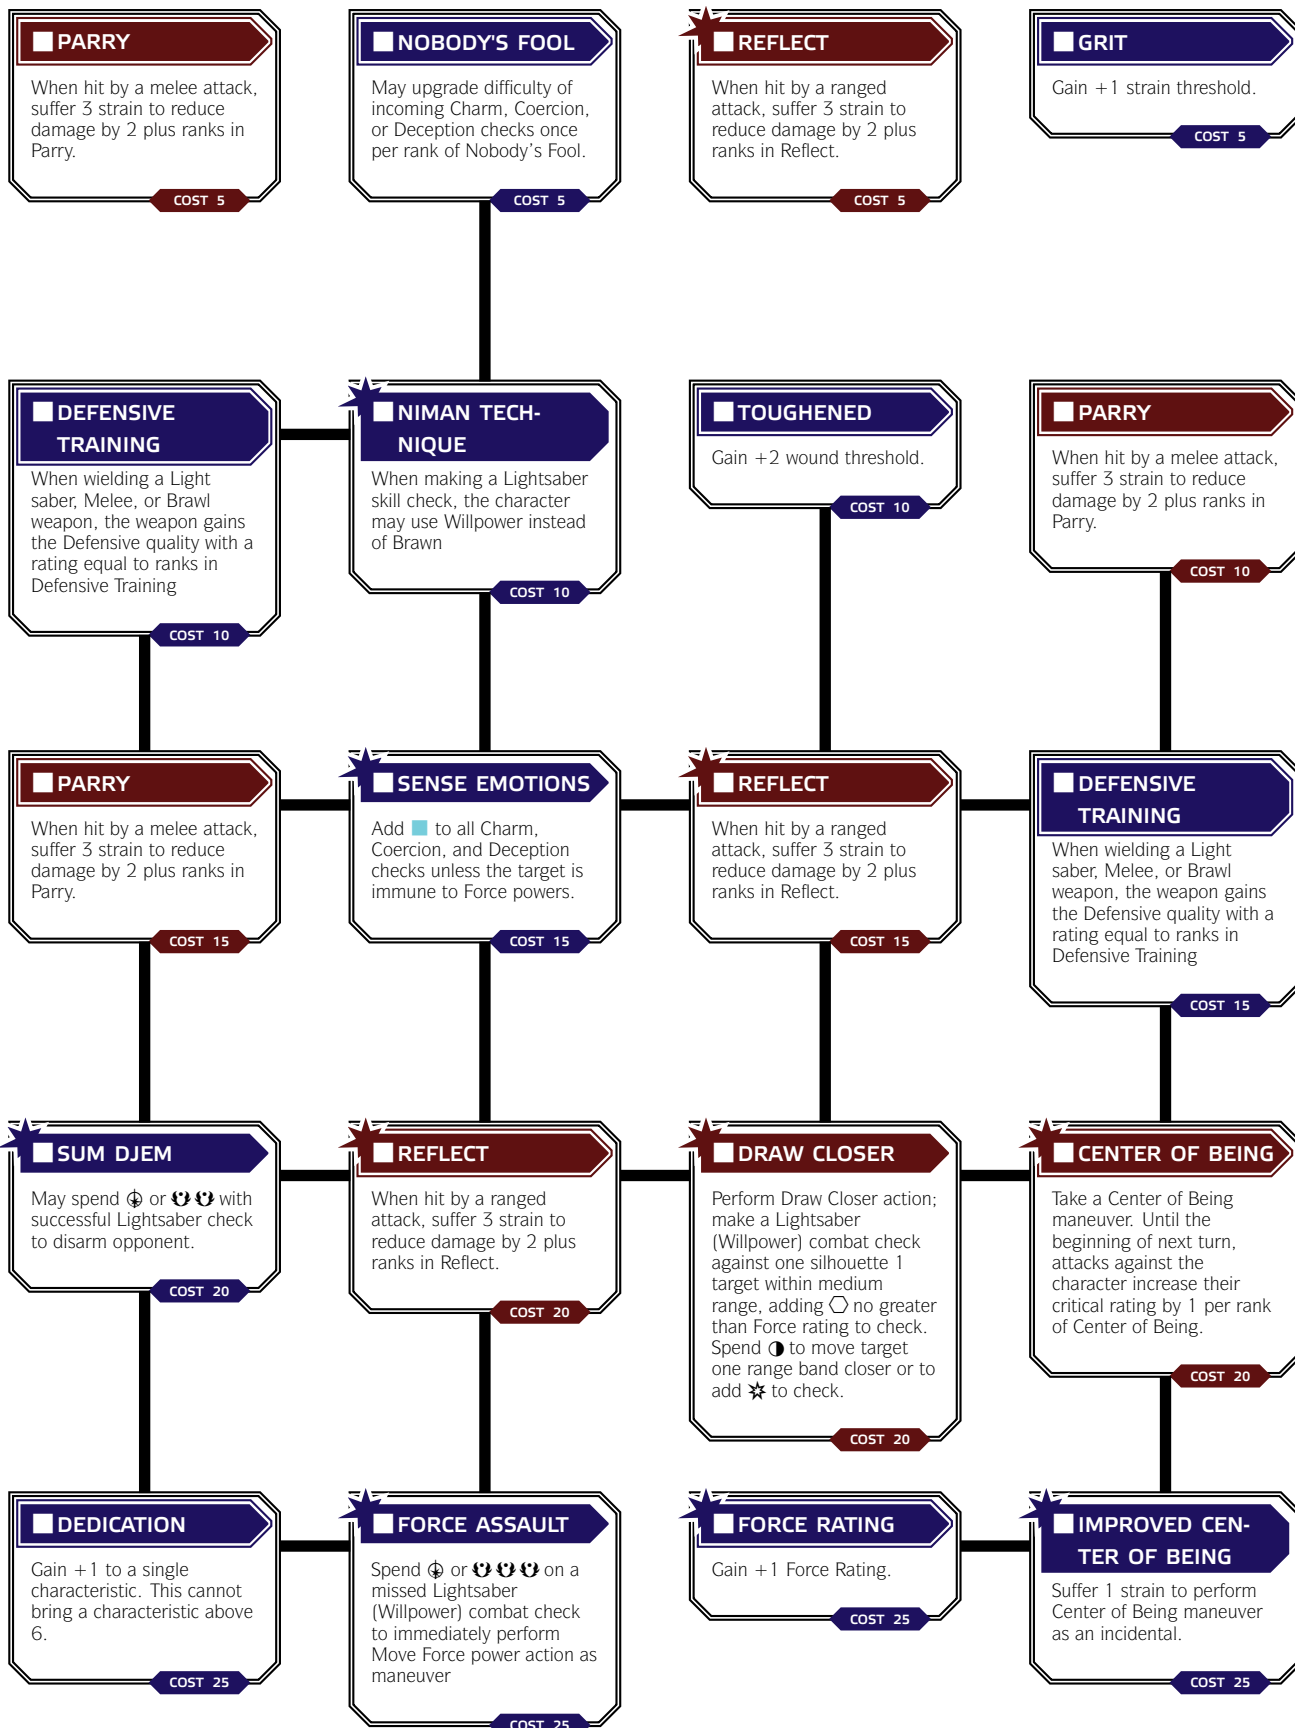 PARRY
When hit by a melee attack,
suffer 3 strain to reduce
damage by 2 plus ranks in
Parry.
COST 5
NOBODY'S FOOL
May upgrade difficulty of
incoming Charm, Coercion,
or Deception checks once
per rank of Nobody's Fool.
COST 5
REFLECT
When hit by a ranged
attack, suffer 3 strain to
reduce damage by 2 plus
ranks in Reflect.
COST 5
GRIT
Gain +1 strain threshold.
COST 5
DEFENSIVE
TRAINING
When wielding a Light
saber, Melee, or Brawl
weapon, the weapon gains
the Defensive quality with a
rating equal to ranks in
Defensive Training
COST 10
NIMAN TECH-
NIQUE
When making a Lightsaber
skill check, the character
may use Willpower instead
of Brawn
COST 10
TOUGHENED
Gain +2 wound threshold.
COST 10
PARRY
When hit by a melee attack,
suffer 3 strain to reduce
damage by 2 plus ranks in
Parry.
COST 10
PARRY
When hit by a melee attack,
suffer 3 strain to reduce
damage by 2 plus ranks in
Parry.
COST 15
SENSE EMOTIONS
Add to all Charm,
Coercion, and Deception
checks unless the target is
immune to Force powers.
COST 15
REFLECT
When hit by a ranged
attack, suffer 3 strain to
reduce damage by 2 plus
ranks in Reflect.
COST 15
DEFENSIVE
TRAINING
When wielding a Light
saber, Melee, or Brawl
weapon, the weapon gains
the Defensive quality with a
rating equal to ranks in
Defensive Training
COST 15
SUM DJEM
May spend or with
successful Lightsaber check
to disarm opponent.
COST 20
REFLECT
When hit by a ranged
attack, suffer 3 strain to
reduce damage by 2 plus
ranks in Reflect.
COST 20
DRAW CLOSER
Perform Draw Closer action;
make a Lightsaber
(Willpower) combat check
against one silhouette 1
target within medium
range, adding no greater
than Force rating to check.
Spend to move target
one range band closer or to
add to check.
COST 20
CENTER OF BEING
Take a Center of Being
maneuver. Until the
beginning of next turn,
attacks against the
character increase their
critical rating by 1 per rank
of Center of Being.
COST 20
DEDICATION
Gain +1 to a single
characteristic. This cannot
bring a characteristic above
6.
COST 25
FORCE ASSAULT
Spend or on a
missed Lightsaber
(Willpower) combat check
to immediately perform
Move Force power action as
maneuver
COST 25
FORCE RATING
Gain +1 Force Rating.
COST 25
IMPROVED CEN-
TER OF BEING
Suffer 1 strain to perform
Center of Being maneuver
as an incidental.
COST 25